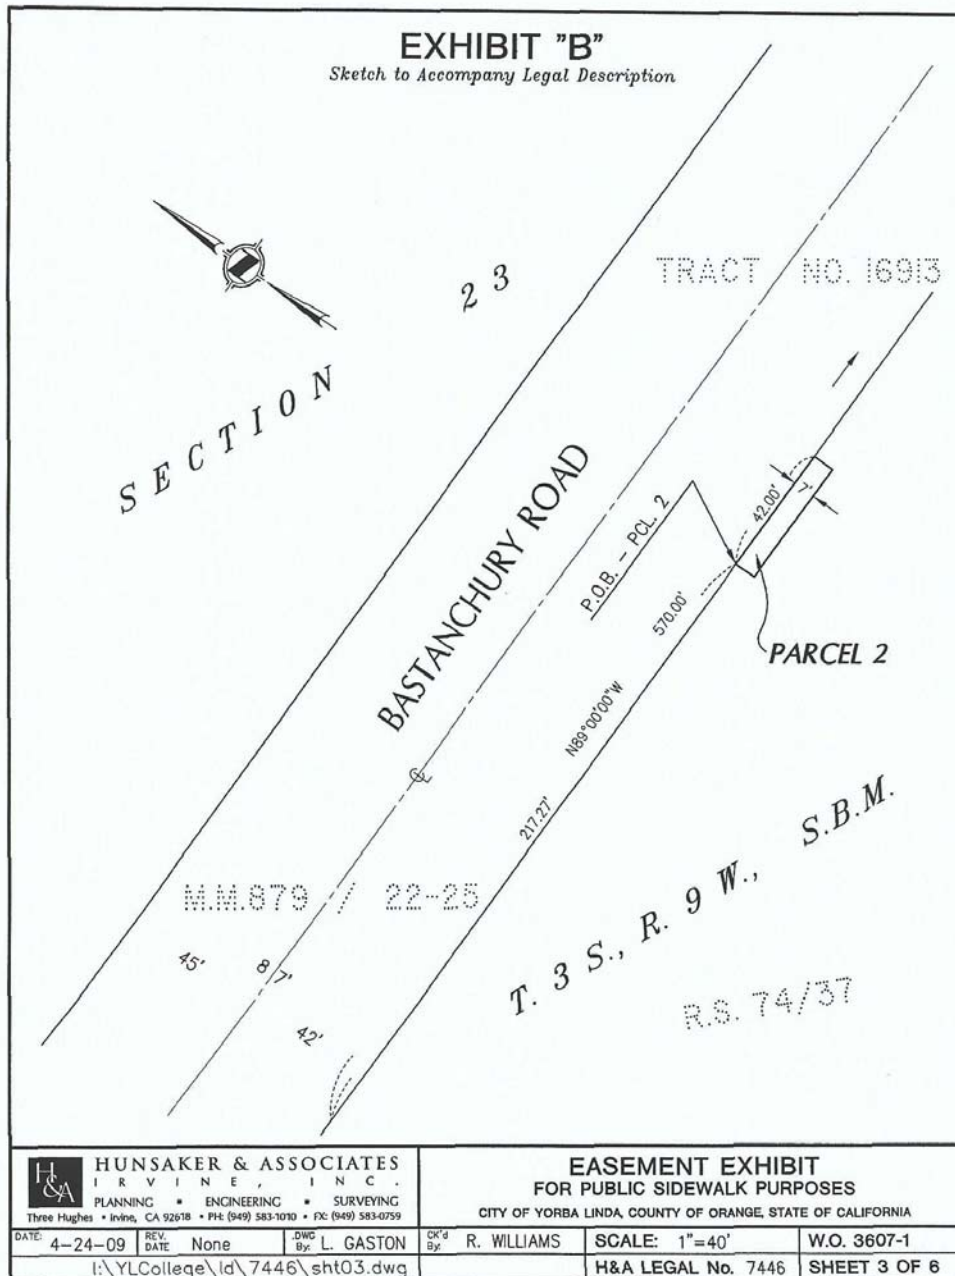 EXHIBIT "B"
Sketch to Accompany Legal Description
SECTION 23
TRACT NO. 16913
BASTANCHURY ROAD
P.O.B. - PCL. 2
42.00'
7'
570.00'
PARCEL 2
N89°00'00"W
217.27'
℄
M.M.879 / 22-25
45'
87'
42'
T. 3 S., R. 9 W., S.B.M.
R.S. 74/37
H&A
HUNSAKER & ASSOCIATES
IRVINE, INC.
PLANNING • ENGINEERING • SURVEYING
Three Hughes • Irvine, CA 92618 • PH: (949) 583-1010 • FX: (949) 583-0759
EASEMENT EXHIBIT
FOR PUBLIC SIDEWALK PURPOSES
CITY OF YORBA LINDA, COUNTY OF ORANGE, STATE OF CALIFORNIA
DATE: 4-24-09 REV. DATE None .DWG By: L. GASTON CK'd By: R. WILLIAMS SCALE: 1"=40' W.O. 3607-1
I:\YLCollege\ld\7446\sht03.dwg H&A LEGAL No. 7446 SHEET 3 OF 6